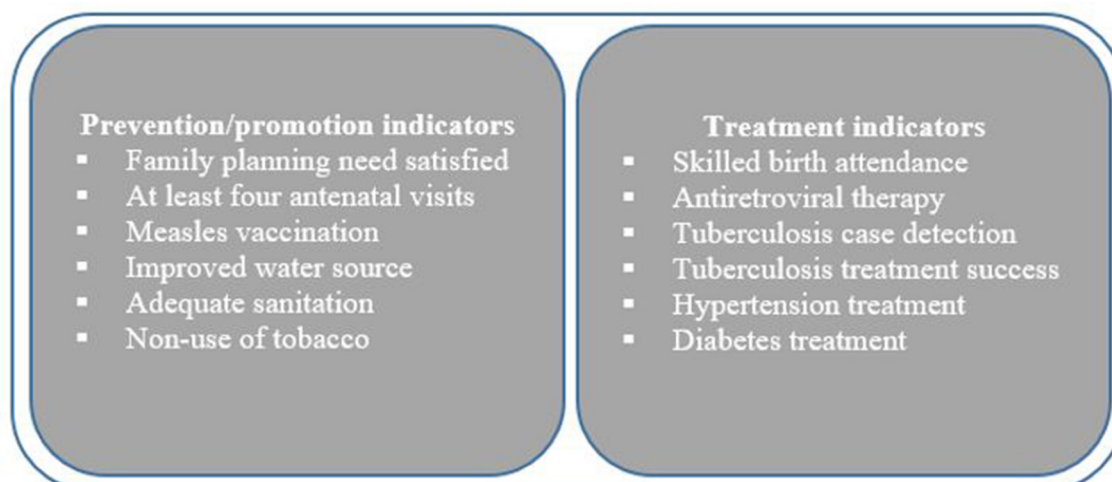 Prevention/promotion indicators
▪ Family planning need satisfied
▪ At least four antenatal visits
▪ Measles vaccination
▪ Improved water source
▪ Adequate sanitation
▪ Non-use of tobacco
Treatment indicators
▪ Skilled birth attendance
▪ Antiretroviral therapy
▪ Tuberculosis case detection
▪ Tuberculosis treatment success
▪ Hypertension treatment
▪ Diabetes treatment